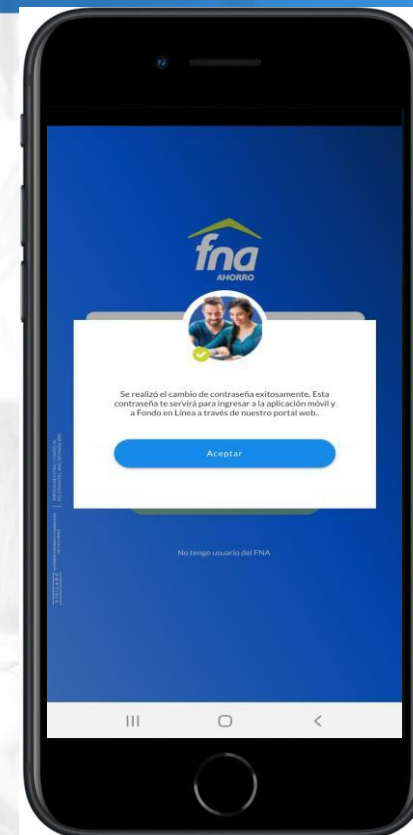 fna
AHORRO
Se realizó el cambio de contraseña exitosamente. Esta
contraseña te servirá para ingresar a la aplicación móvil y
a Fondo en Línea a través de nuestro portal web..
Aceptar
No tengo usuario del FNA